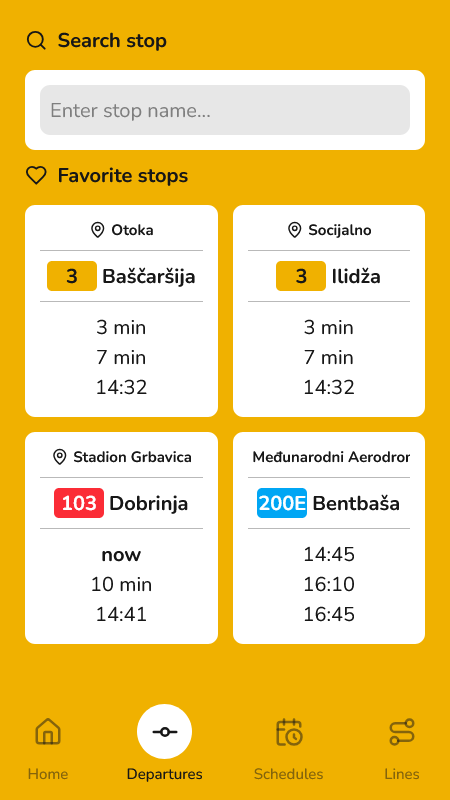 Search stop
Enter stop name...
Favorite stops
Otoka
3 Baščaršija
3 min
7 min
14:32
Socijalno
3 Ilidža
3 min
7 min
14:32
Stadion Grbavica
103 Dobrinja
now
10 min
14:41
Međunarodni Aerodror
200E Bentbaša
14:45
16:10
16:45
Home
Departures
Schedules
Lines